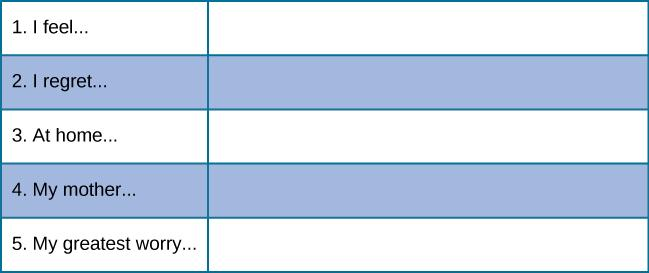 1. I feel...
2. I regret...
3. At home...
4. My mother...
5. My greatest worry...